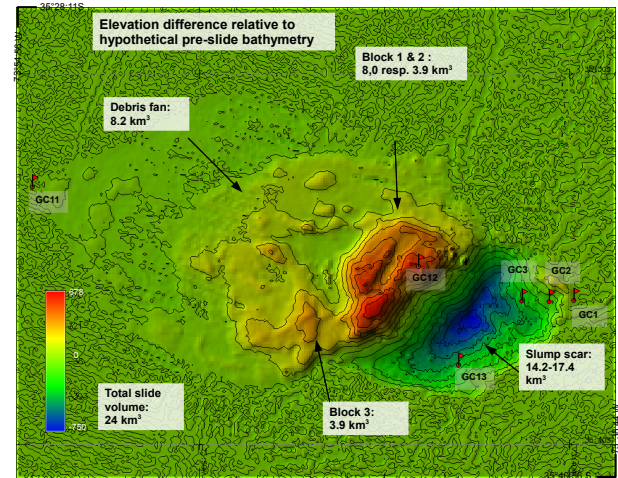 35°28'11S
Elevation difference relative to
hypothetical pre-slide bathymetry
Block 1 & 2 :
8,0 resp. 3.9 km³
Debris fan:
8.2 km³
GC11
GC12
GC3
GC2
GC1
GC13
0
-750
Slump scar:
14.2-17.4
km³
Total slide
volume:
24 km³
Block 3:
3.9 km³